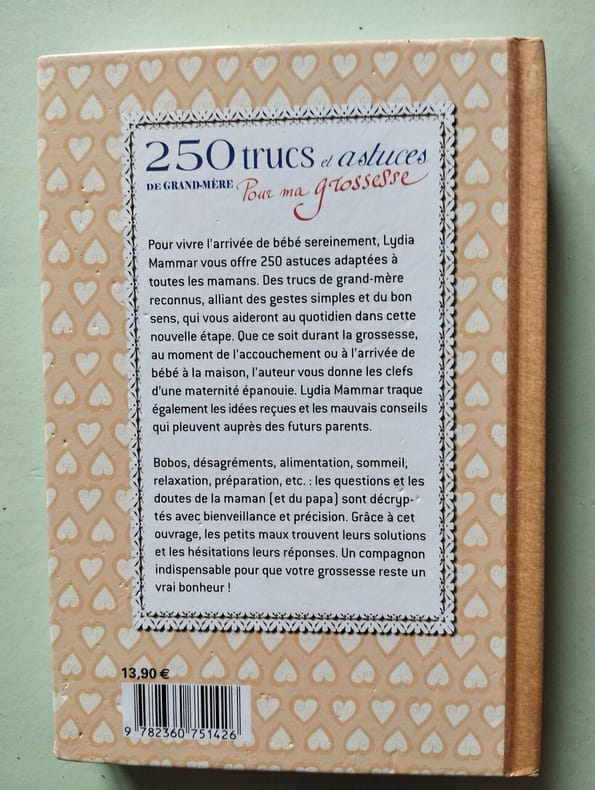 250 trucs et astuces
DE GRAND-MÈRE Pour ma grossesse
Pour vivre l'arrivée de bébé sereinement, Lydia
Mammar vous offre 250 astuces adaptées à
toutes les mamans. Des trucs de grand-mère
reconnus, alliant des gestes simples et du bon
sens, qui vous aideront au quotidien dans cette
nouvelle étape. Que ce soit durant la grossesse,
au moment de l'accouchement ou à l'arrivée de
bébé à la maison, l'auteur vous donne les clefs
d'une maternité épanouie. Lydia Mammar traque
également les idées reçues et les mauvais conseils
qui pleuvent auprès des futurs parents.
Bobos, désagréments, alimentation, sommeil,
relaxation, préparation, etc. : les questions et les
doutes de la maman (et du papa) sont décryp-
tés avec bienveillance et précision. Grâce à cet
ouvrage, les petits maux trouvent leurs solutions
et les hésitations leurs réponses. Un compagnon
indispensable pour que votre grossesse reste un
vrai bonheur !
13,90 €
9 782360 751426